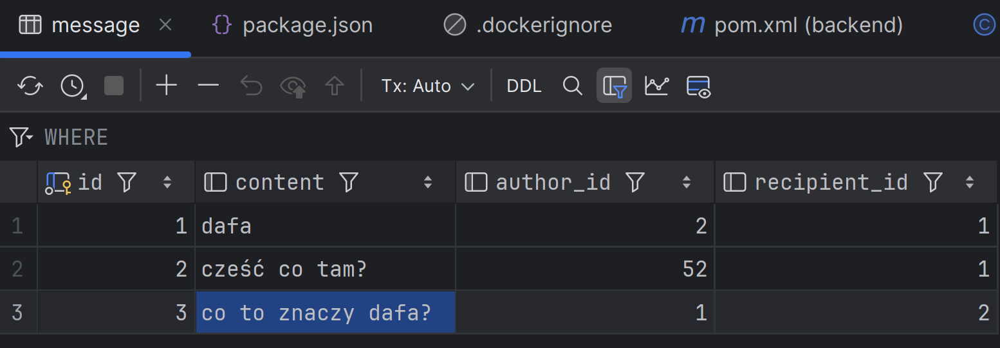 message package.json .dockerignore pom.xml (backend)
Tx: Auto DDL
WHERE
id content author_id recipient_id
1 1 dafa 2 1
2 2 cześć co tam? 52 1
3 3 co to znaczy dafa? 1 2